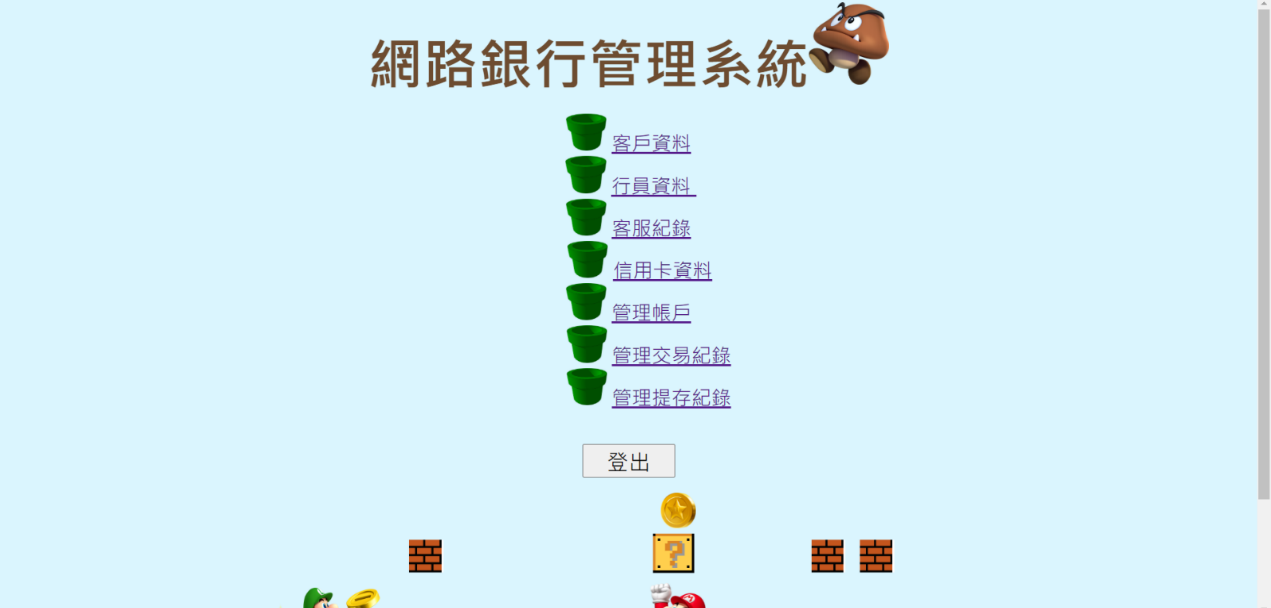 網路銀行管理系統
客戶資料
行員資料
客服紀錄
信用卡資料
管理帳戶
管理交易紀錄
管理提存紀錄
登出
?